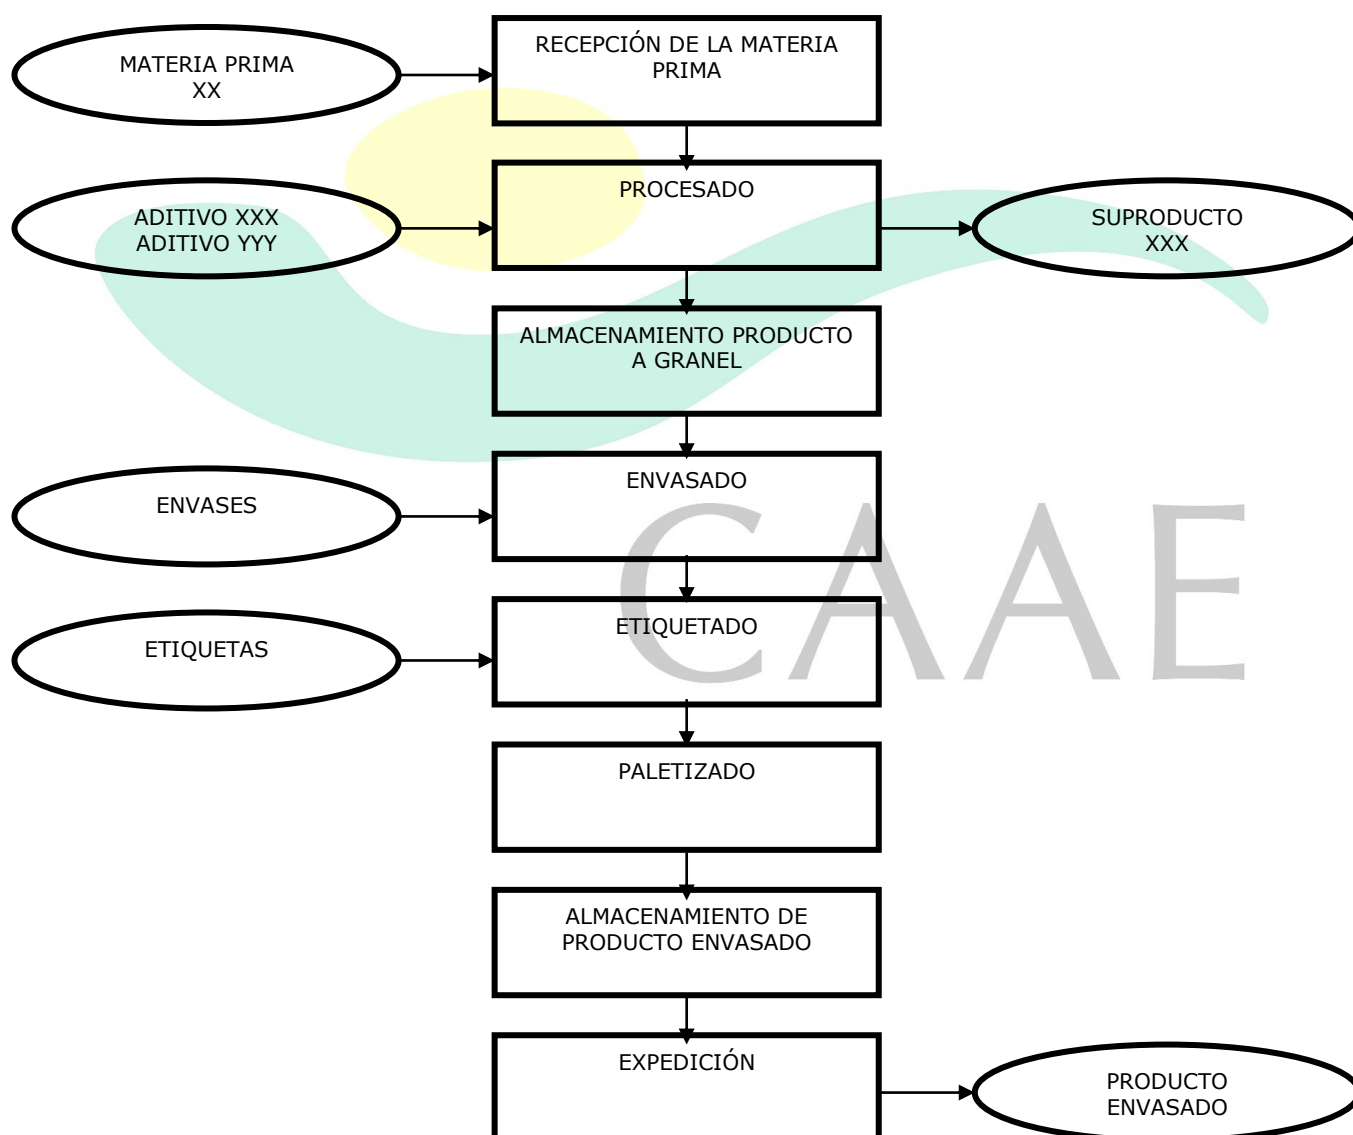 MATERIA PRIMA
XX
RECEPCIÓN DE LA MATERIA
PRIMA
ADITIVO XXX
ADITIVO YYY
PROCESADO
SUPRODUCTO
XXX
ALMACENAMIENTO PRODUCTO
A GRANEL
ENVASES
ENVASADO
CAAE
ETIQUETAS
ETIQUETADO
PALETIZADO
ALMACENAMIENTO DE
PRODUCTO ENVASADO
EXPEDICIÓN
PRODUCTO
ENVASADO